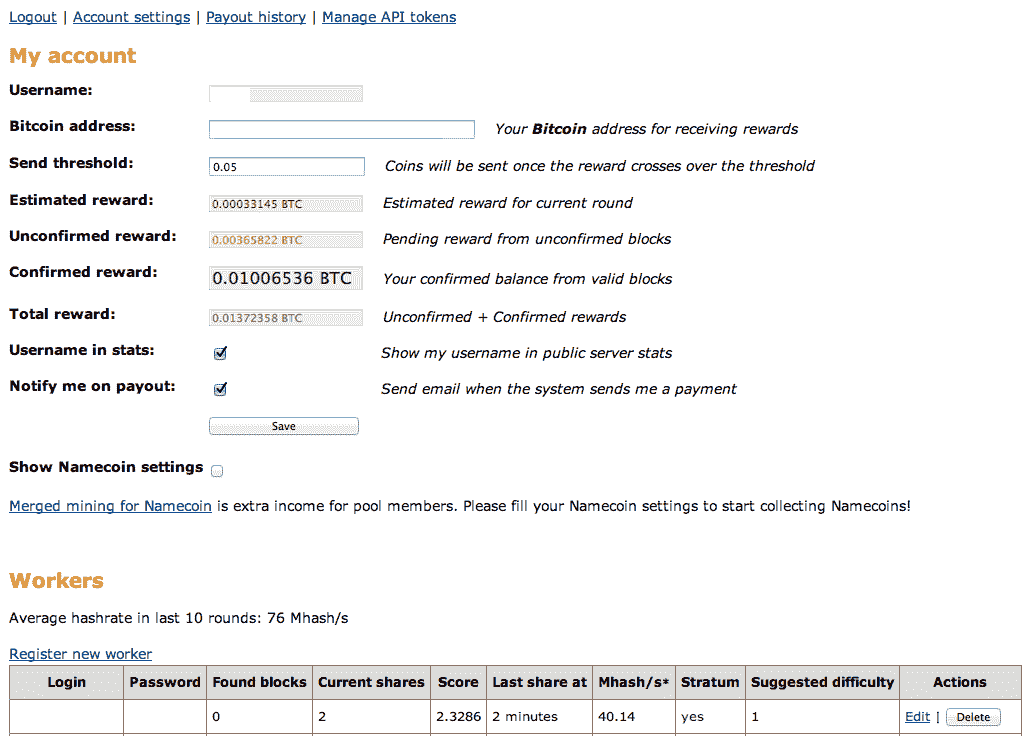 Logout | Account settings | Payout history | Manage API tokens
My account
Username:
Bitcoin address: Your Bitcoin address for receiving rewards
Send threshold: 0.05 Coins will be sent once the reward crosses over the threshold
Estimated reward: 0.00033145 BTC Estimated reward for current round
Unconfirmed reward: 0.00365822 BTC Pending reward from unconfirmed blocks
Confirmed reward: 0.01006536 BTC Your confirmed balance from valid blocks
Total reward: 0.01372358 BTC Unconfirmed + Confirmed rewards
Username in stats: Show my username in public server stats
Notify me on payout: Send email when the system sends me a payment
Save
Show Namecoin settings
Merged mining for Namecoin is extra income for pool members. Please fill your Namecoin settings to start collecting Namecoins!
Workers
Average hashrate in last 10 rounds: 76 Mhash/s
Register new worker
Login Password Found blocks Current shares Score Last share at Mhash/s* Stratum Suggested difficulty Actions
0 2 2.3286 2 minutes 40.14 yes 1 Edit | Delete